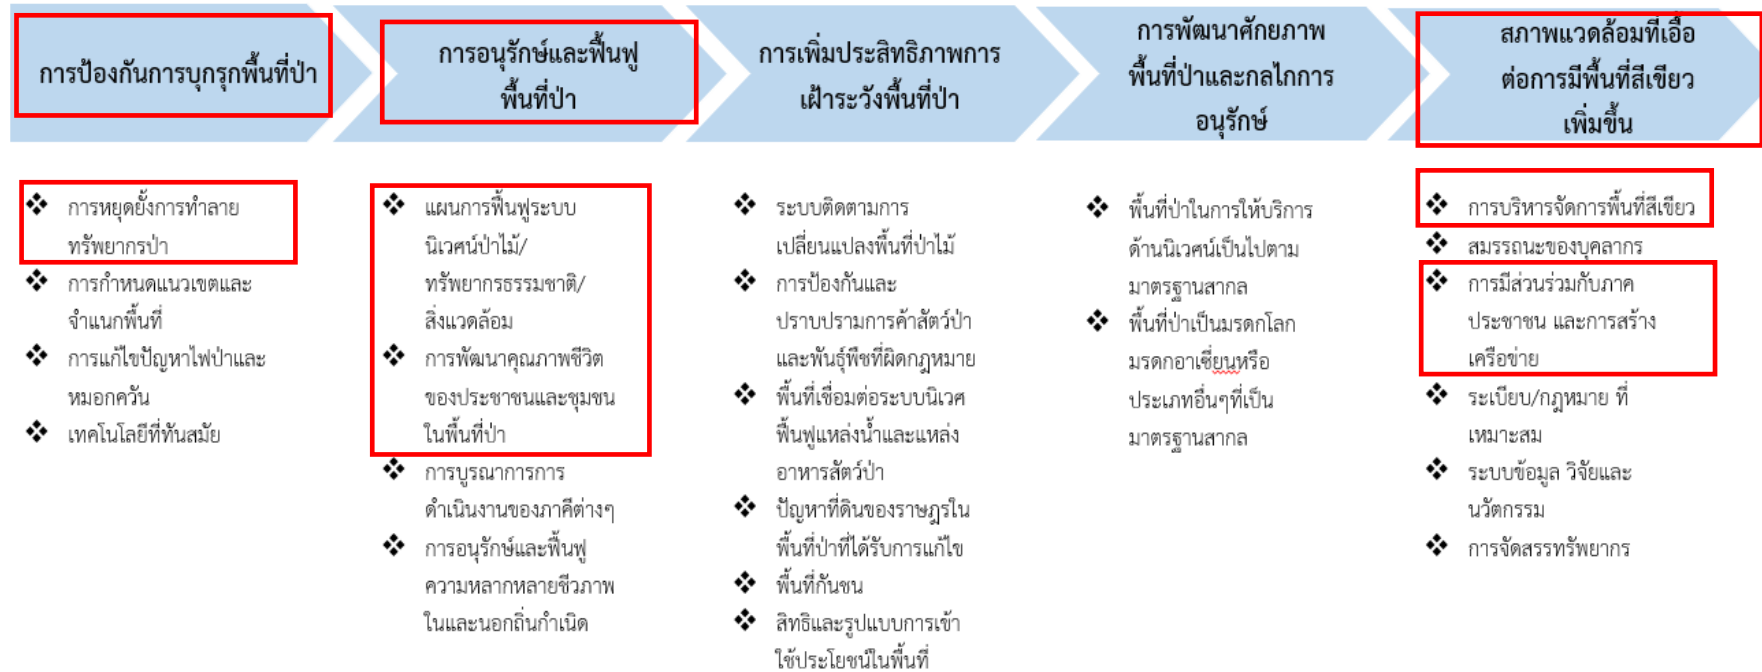 การป้องกันการบุกรุกพื้นที่ป่า
การอนุรักษ์และฟื้นฟู
พื้นที่ป่า
การเพิ่มประสิทธิภาพการ
เฝ้าระวังพื้นที่ป่า
การพัฒนาศักยภาพ
พื้นที่ป่าและกลไกการ
อนุรักษ์
สภาพแวดล้อมที่เอื้อ
ต่อการมีพื้นที่สีเขียว
เพิ่มขึ้น
❖ การหยุดยั้งการทำลาย
ทรัพยากรป่า
❖ การกำหนดแนวเขตและ
จำแนกพื้นที่
❖ การแก้ไขปัญหาไฟป่าและ
หมอกควัน
❖ เทคโนโลยีที่ทันสมัย
❖ แผนการฟื้นฟูระบบ
นิเวศน์ป่าไม้/
ทรัพยากรธรรมชาติ/
สิ่งแวดล้อม
❖ การพัฒนาคุณภาพชีวิต
ของประชาชนและชุมชน
ในพื้นที่ป่า
❖ การบูรณาการการ
ดำเนินงานของภาคีต่างๆ
❖ การอนุรักษ์และฟื้นฟู
ความหลากหลายชีวภาพ
ในและนอกถิ่นกำเนิด
❖ ระบบติดตามการ
เปลี่ยนแปลงพื้นที่ป่าไม้
❖ การป้องกันและ
ปราบปรามการค้าสัตว์ป่า
และพันธุ์พืชที่ผิดกฎหมาย
❖ พื้นที่เชื่อมต่อระบบนิเวศ
ฟื้นฟูแหล่งน้ำและแหล่ง
อาหารสัตว์ป่า
❖ ปัญหาที่ดินของราษฎรใน
พื้นที่ป่าที่ได้รับการแก้ไข
❖ พื้นที่กันชน
❖ สิทธิและรูปแบบการเข้า
ใช้ประโยชน์ในพื้นที่
❖ พื้นที่ป่าในการให้บริการ
ด้านนิเวศน์เป็นไปตาม
มาตรฐานสากล
❖ พื้นที่ป่าเป็นมรดกโลก
มรดกอาเซี่ยนหรือ
ประเภทอื่นๆที่เป็น
มาตรฐานสากล
❖ การบริหารจัดการพื้นที่สีเขียว
❖ สมรรถนะของบุคลากร
❖ การมีส่วนร่วมกับภาค
ประชาชน และการสร้าง
เครือข่าย
❖ ระเบียบ/กฎหมาย ที่
เหมาะสม
❖ ระบบข้อมูล วิจัยและ
นวัตกรรม
❖ การจัดสรรทรัพยากร